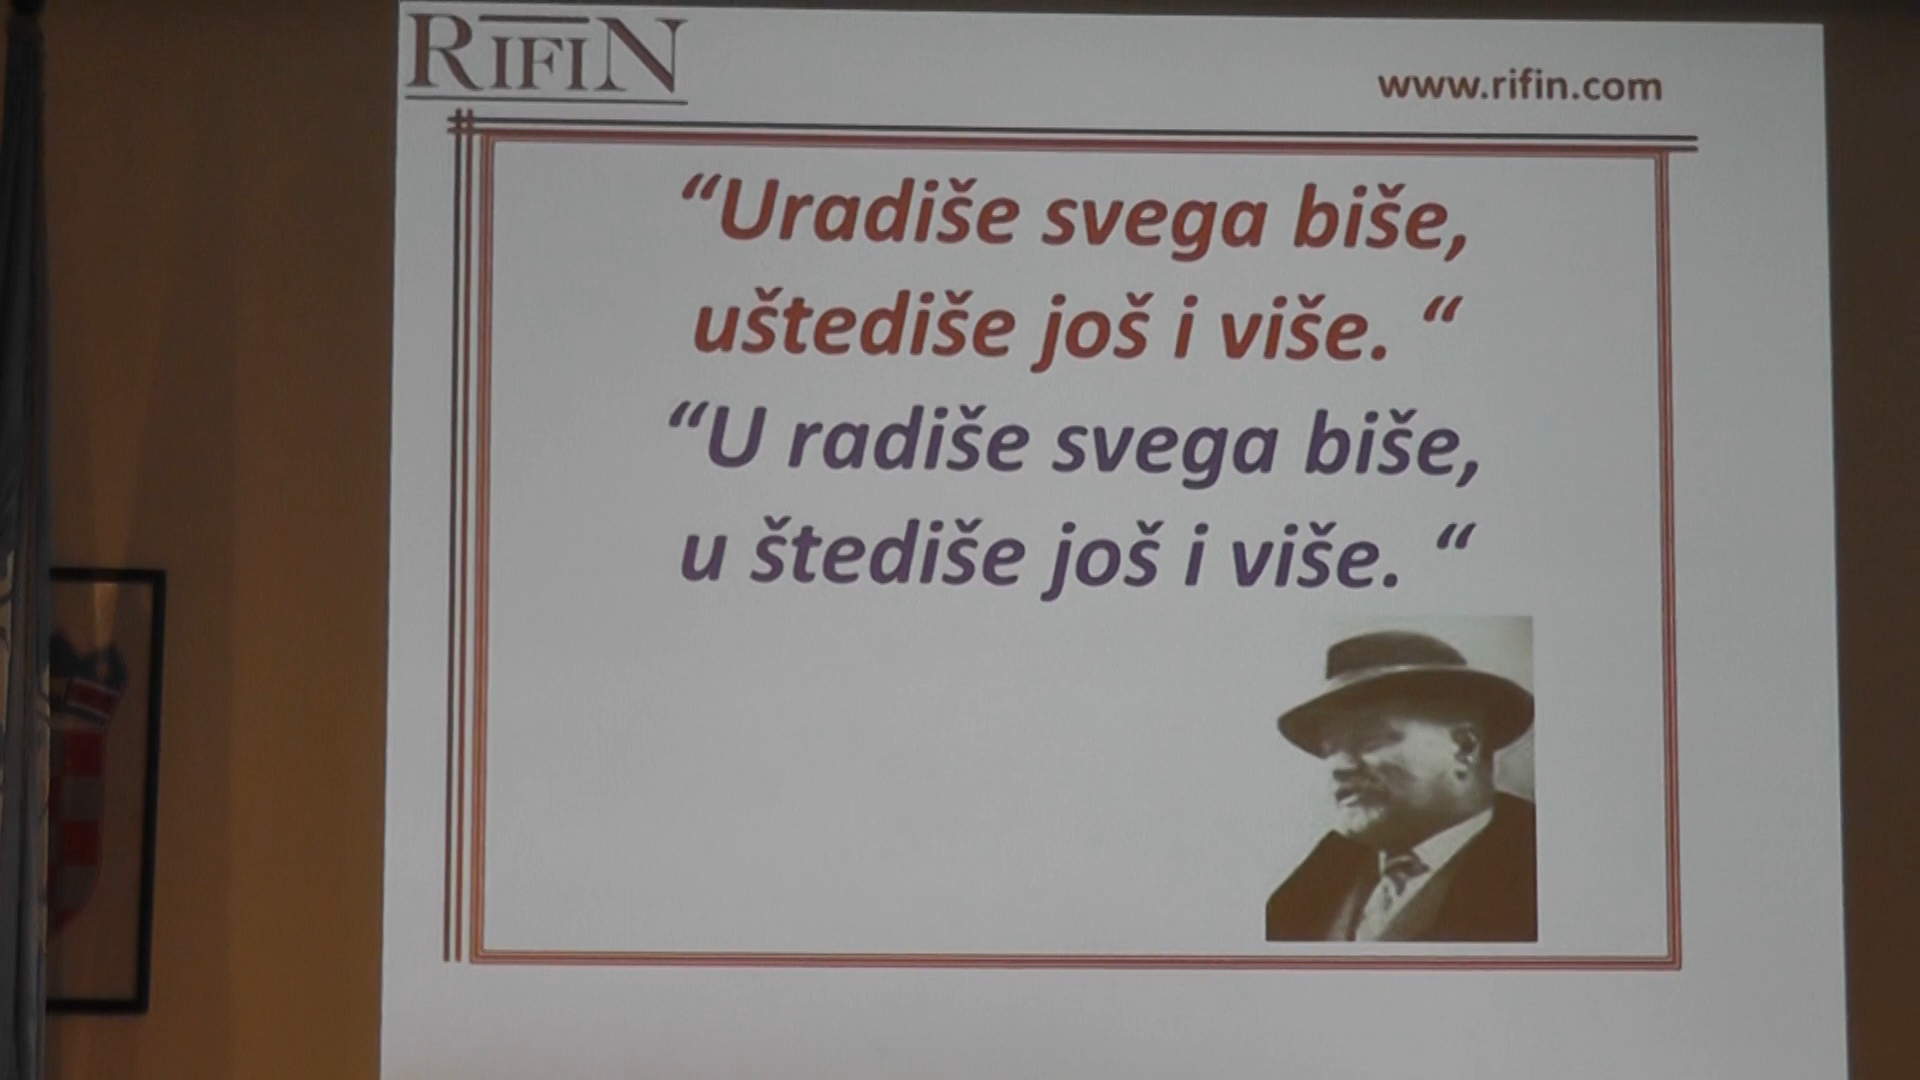 RIFIN
www.rifin.com
“Uradiše svega biše,
uštediše još i više. “
“U radiše svega biše,
u štediše još i više. “